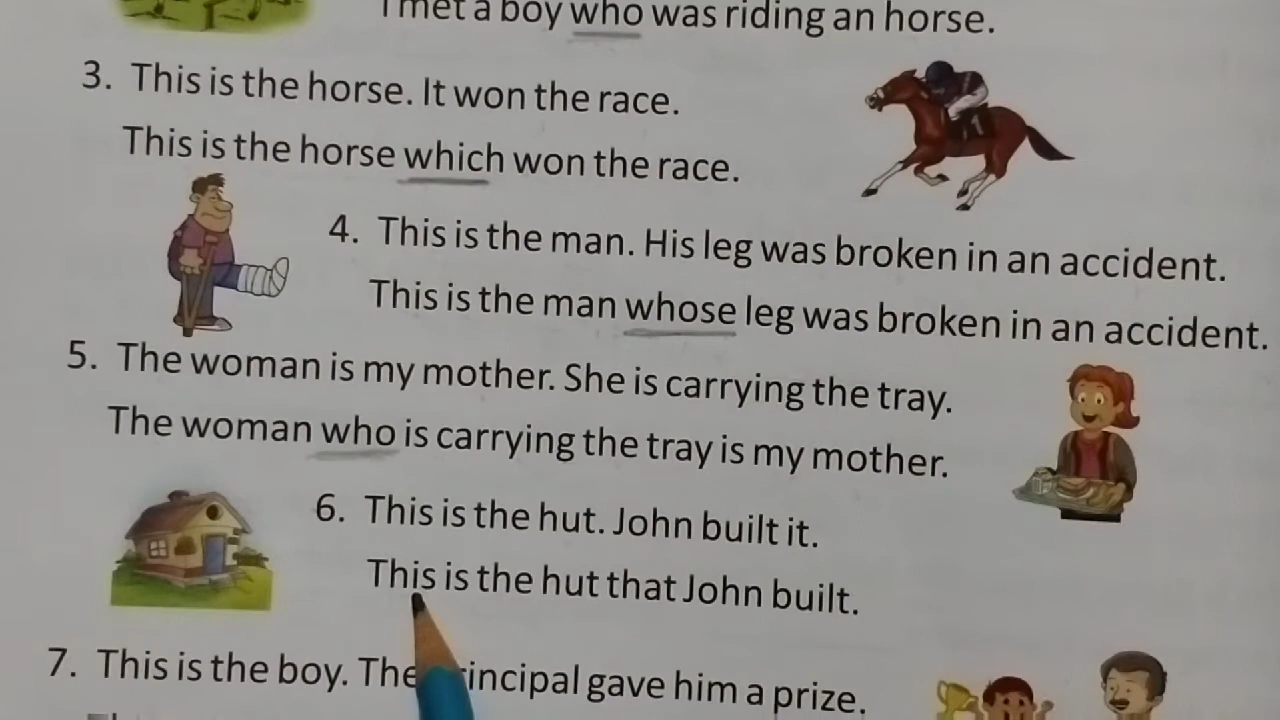 I met a boy who was riding an horse.
3. This is the horse. It won the race.
This is the horse which won the race.
4. This is the man. His leg was broken in an accident.
This is the man whose leg was broken in an accident.
5. The woman is my mother. She is carrying the tray.
The woman who is carrying the tray is my mother.
6. This is the hut. John built it.
This is the hut that John built.
7. This is the boy. The principal gave him a prize.